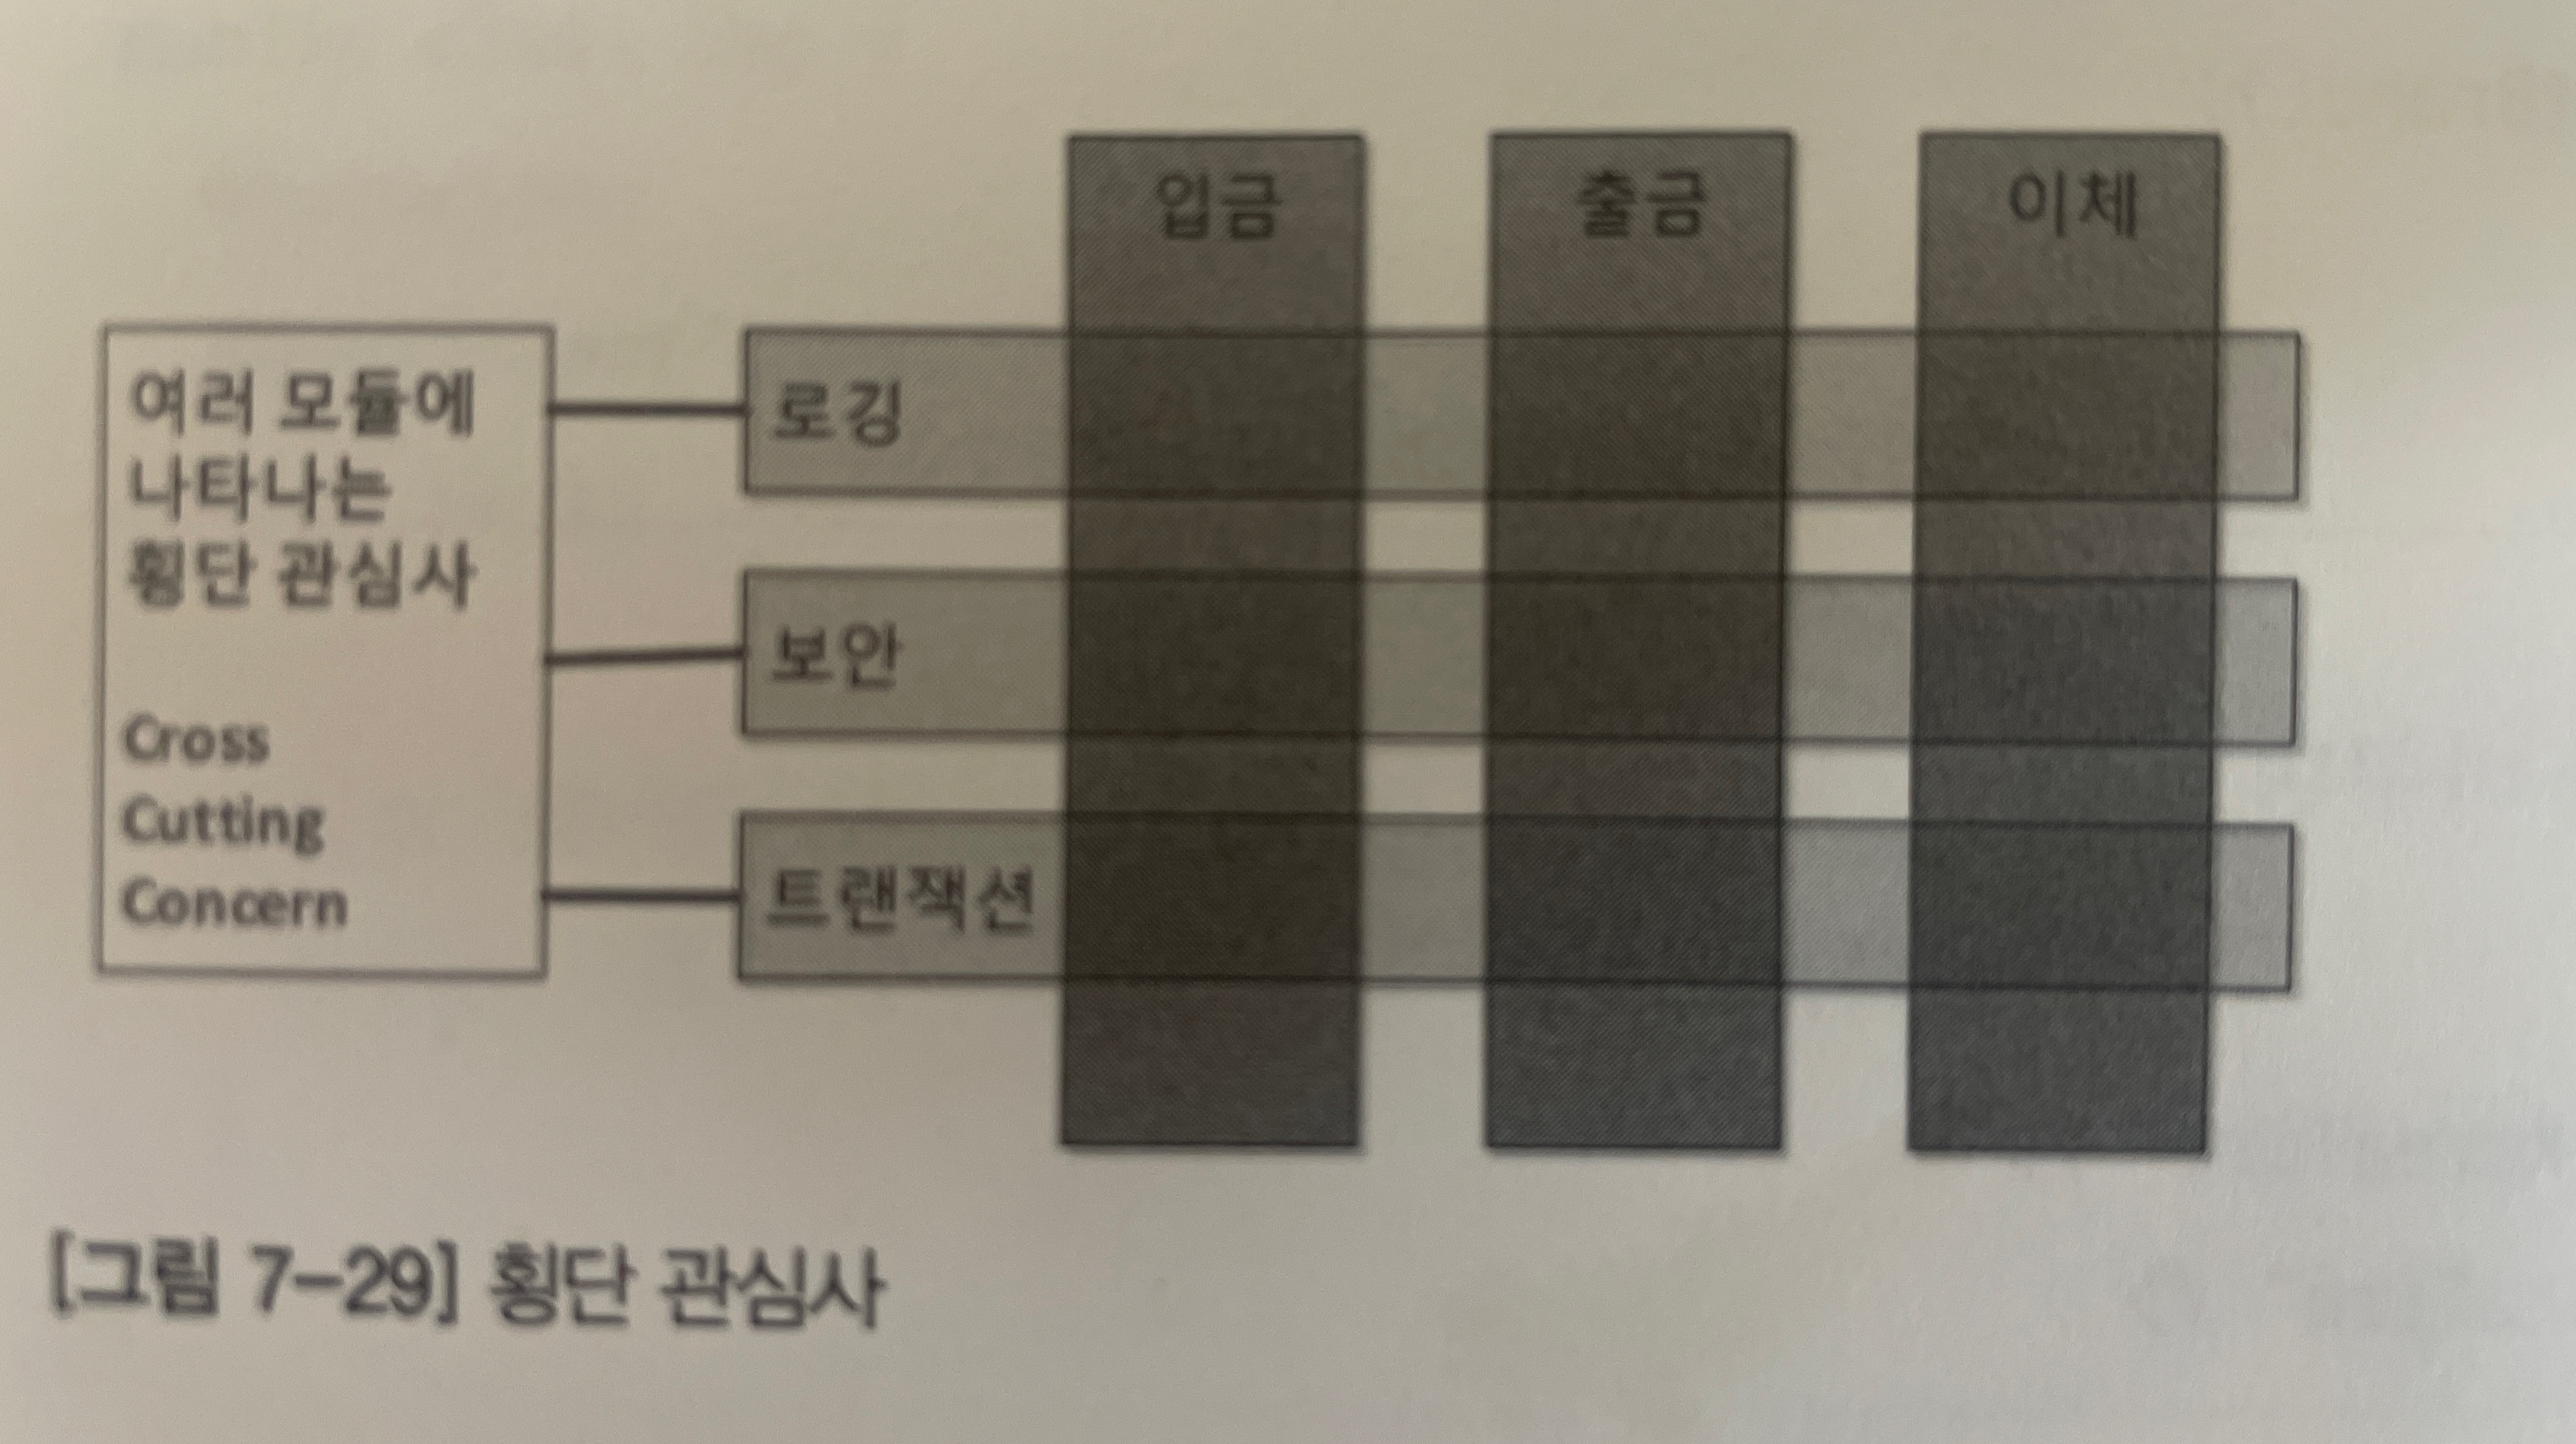 입금
출금
이체
여러 모듈에
나타나는
횡단 관심사
Cross
Cutting
Concern
로깅
보안
트랜잭션
[그림 7-29] 횡단 관심사